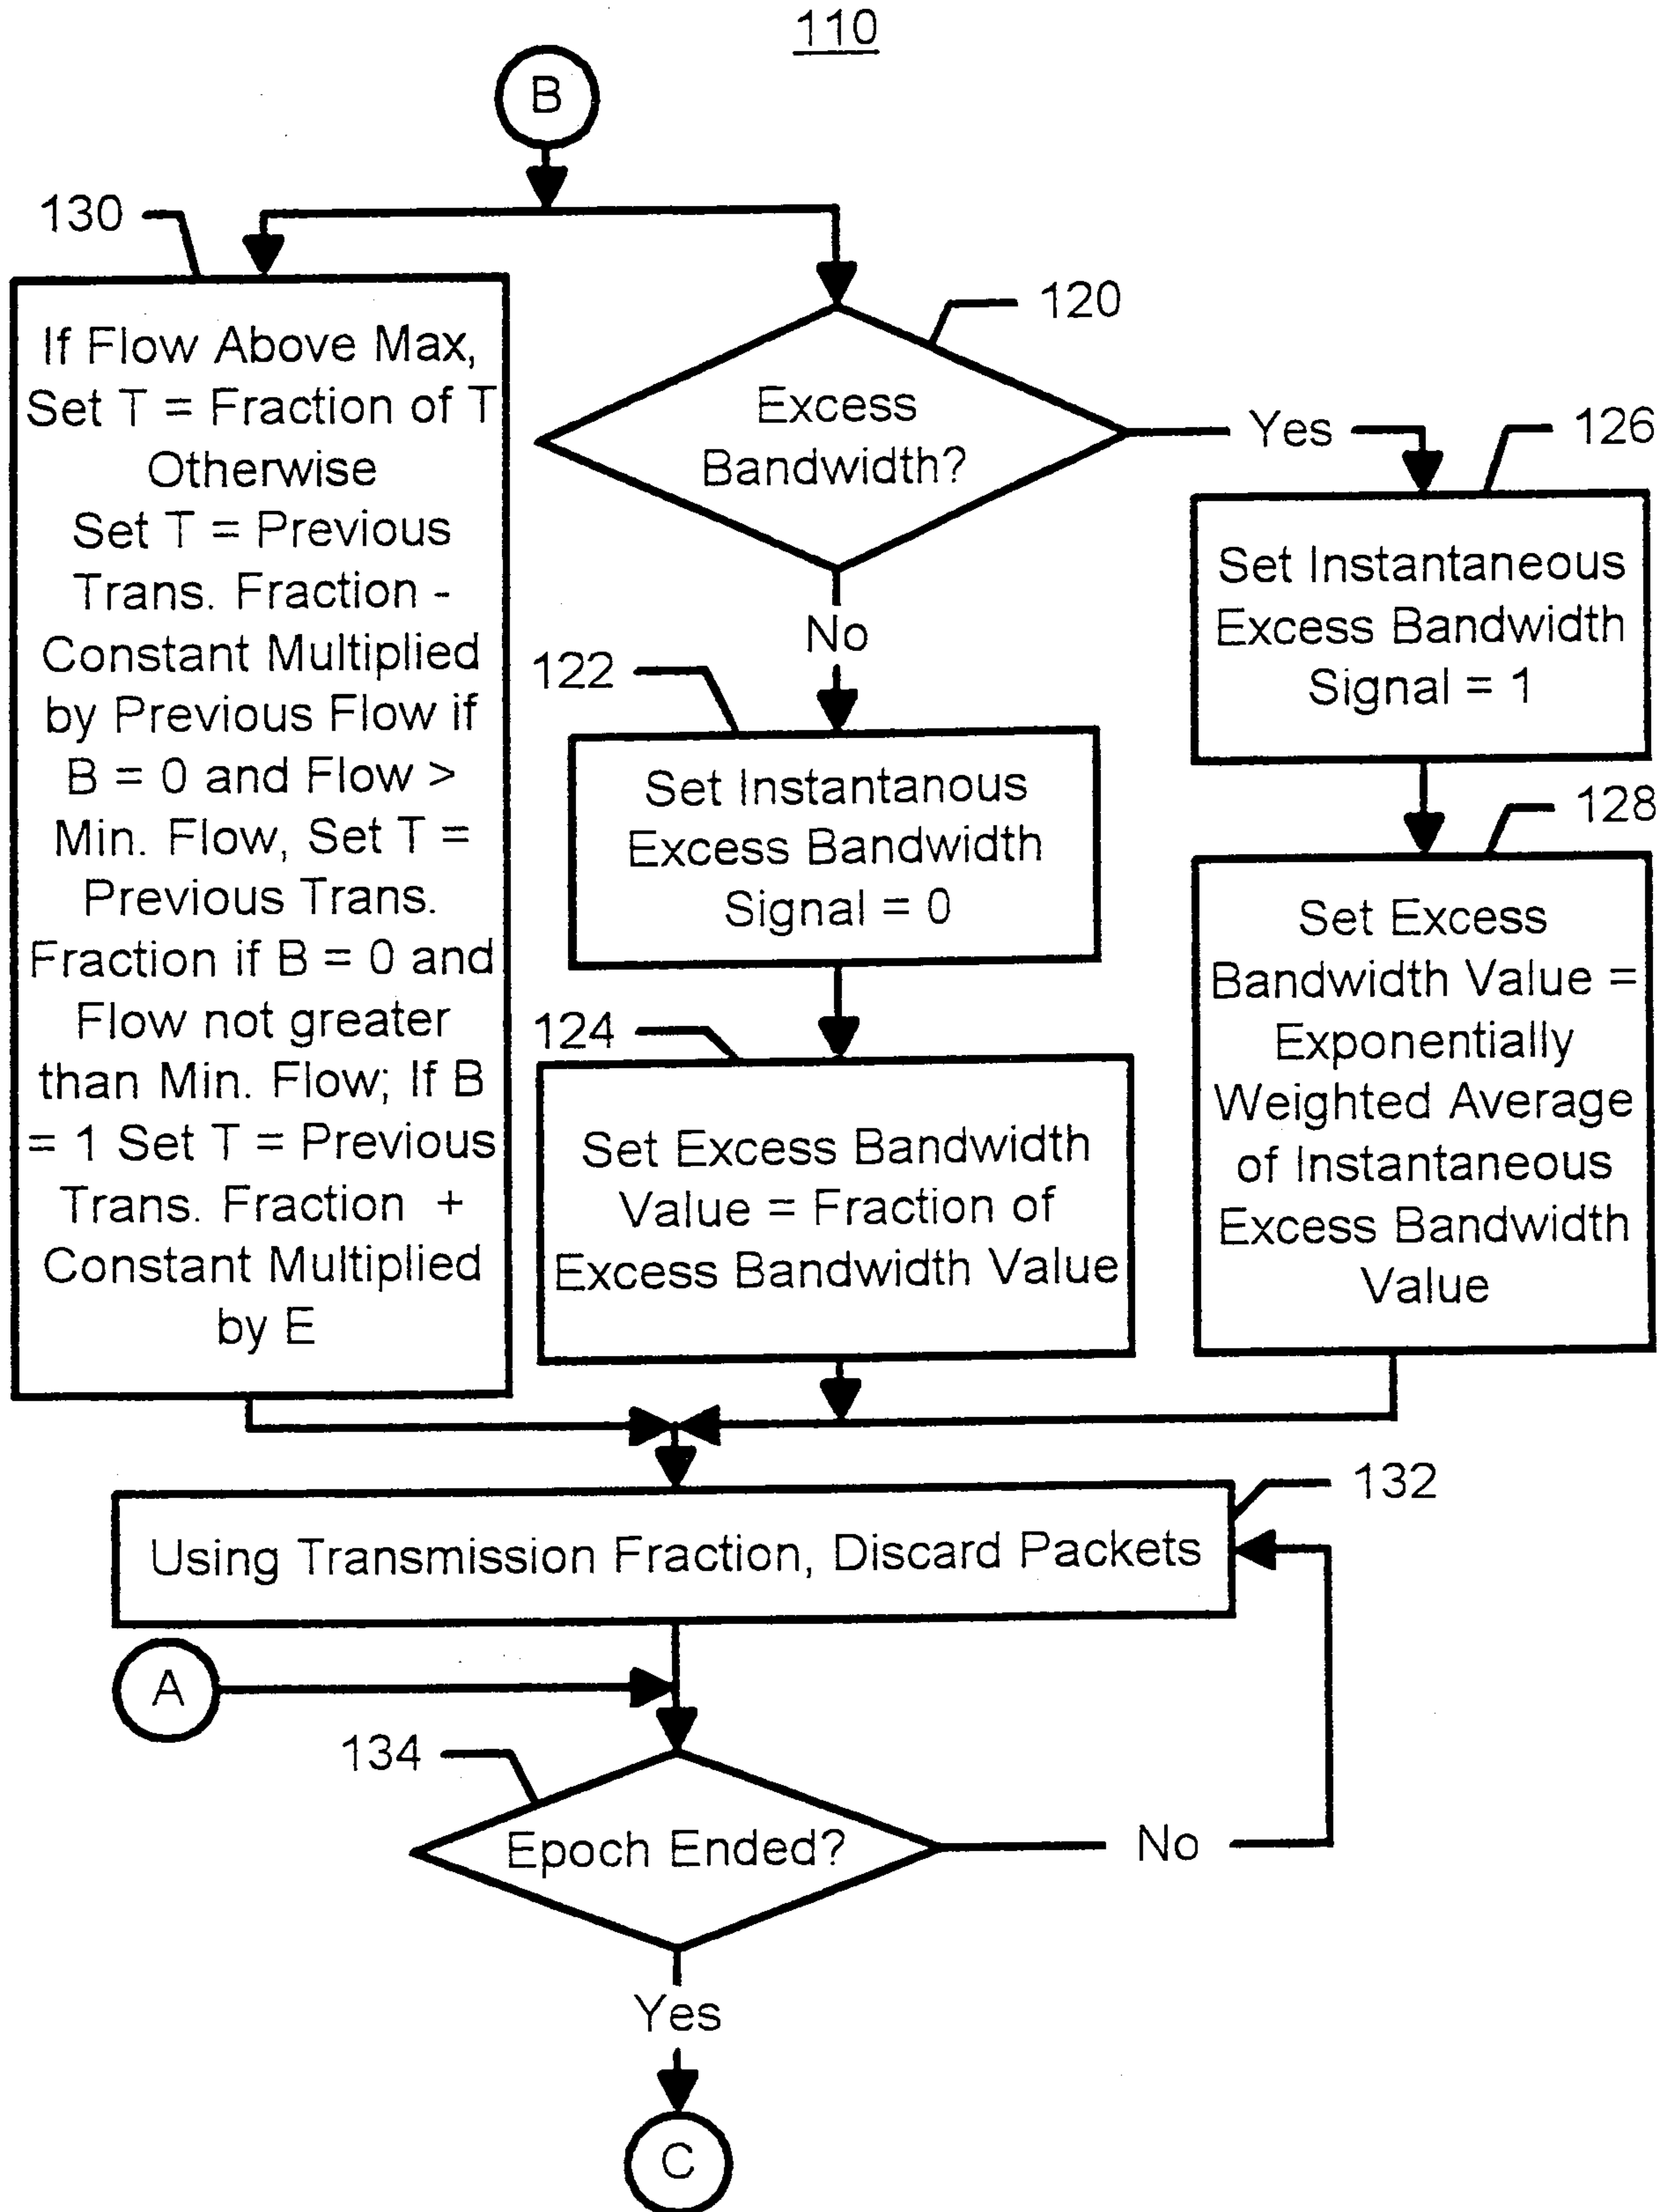 110
B
130
If Flow Above Max,
Set T = Fraction of T
Otherwise
Set T = Previous
Trans. Fraction -
Constant Multiplied
by Previous Flow if
B = 0 and Flow >
Min. Flow, Set T =
Previous Trans.
Fraction if B = 0 and
Flow not greater
than Min. Flow; If B
= 1 Set T = Previous
Trans. Fraction +
Constant Multiplied
by E
120
Excess
Bandwidth?
Yes
126
Set Instantaneous
Excess Bandwidth
Signal = 1
No
122
Set Instantanous
Excess Bandwidth
Signal = 0
128
Set Excess
Bandwidth Value =
Exponentially
Weighted Average
of Instantaneous
Excess Bandwidth
Value
124
Set Excess Bandwidth
Value = Fraction of
Excess Bandwidth Value
132
Using Transmission Fraction, Discard Packets
A
134
Epoch Ended?
No
Yes
C